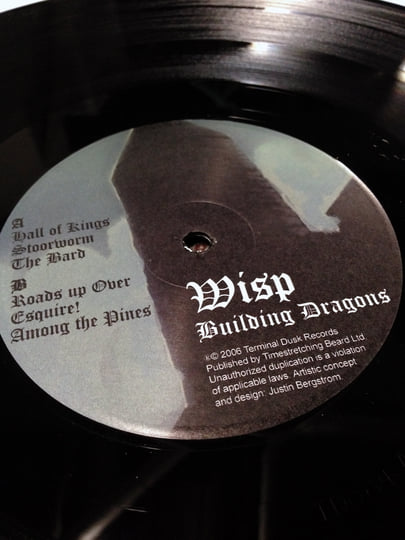 A
Hall of Kings
Stoorworm
The Bard
B
Roads up Over
Esquire!
Among the Pines
Wisp
Building Dragons
℗© 2006 Terminal Dusk Records
Published by Timestretching Beard Ltd.
Unauthorized duplication is a violation
of applicable laws. Artistic concept
and design: Justin Bergstrom.